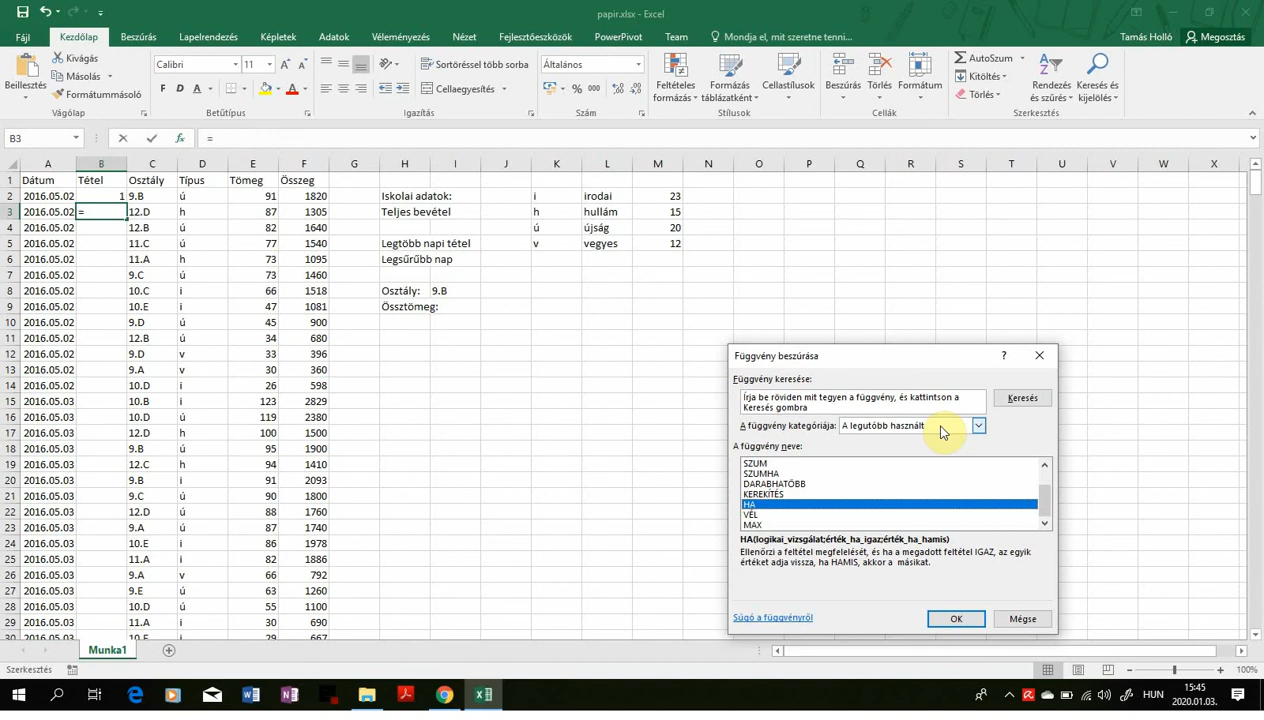 papir.xlsx - Excel
Fájl Kezdőlap Beszúrás Lapelrendezés Képletek Adatok Véleményezés Nézet Fejlesztőeszközök PowerPivot Team Mondja el, mit szeretne tenni... Tamás Holló Megosztás
Beillesztés
Kivágás
Másolás
Formátummásoló
Vágólap
Calibri 11
F D A
Betűtípus
Sortöréssel több sorba
Cellaegyesítés
Igazítás
Általános
% 000
Szám
Feltételes formázás
Formázás táblázatként
Cellastílusok
Stílusok
Beszúrás Törlés Formátum
Cellák
AutoSzum
Kitöltés
Törlés
Rendezés és szűrés
Keresés és kijelölés
Szerkesztés
B3 fx =
A B C D E F G H I J K L M N O P Q R S T U V W X
1 Dátum Tétel Osztály Típus Tömeg Összeg
2 2016.05.02 1 9.B ú 91 1820 Iskolai adatok: i irodai 23
3 2016.05.02 = 12.D h 87 1305 Teljes bevétel h hullám 15
4 2016.05.02 12.B ú 82 1640 ú újság 20
5 2016.05.02 11.C ú 77 1540 Legtöbb napi tétel v vegyes 12
6 2016.05.02 11.A h 73 1095 Legsűrűbb nap
7 2016.05.02 9.C ú 73 1460
8 2016.05.02 10.C i 66 1518 Osztály: 9.B
9 2016.05.02 10.E i 47 1081 Össztömeg:
10 2016.05.02 9.D ú 45 900
11 2016.05.02 12.B ú 34 680
12 2016.05.02 9.D v 33 396
13 2016.05.02 9.A v 30 360
14 2016.05.02 10.D i 26 598
15 2016.05.03 10.B i 123 2829
16 2016.05.03 10.D ú 119 2380
17 2016.05.03 12.D h 100 1500
18 2016.05.03 9.B ú 95 1900
19 2016.05.03 12.C h 94 1410
20 2016.05.03 9.B i 91 2093
21 2016.05.03 9.C ú 90 1800
22 2016.05.03 12.D ú 88 1760
23 2016.05.03 9.A ú 87 1740
24 2016.05.03 10.E i 86 1978
25 2016.05.03 11.A i 82 1886
26 2016.05.03 9.A v 66 792
27 2016.05.03 9.E ú 63 1260
28 2016.05.03 10.D ú 55 1100
29 2016.05.03 11.A i 30 690
30 2016.05.03 10.E i 29 667
Függvény beszúrása ?
Függvény keresése:
Írja be röviden mit tegyen a függvény, és kattintson a
Keresés gombra
Keresés
A függvény kategóriája: A legutóbb használt
A függvény neve:
SZUM
SZUMHA
DARABHATÖBB
KEREKÍTÉS
HA
VÉL
MAX
HA(logikai_vizsgálat;érték_ha_igaz;érték_ha_hamis)
Ellenőrzi a feltétel megfelelését, és ha a megadott feltétel IGAZ, az egyik
értéket adja vissza, ha HAMIS, akkor a másikat.
Súgó a függvényről
OK Mégse
Munka1
Szerkesztés 100%
HUN 15:45
2020.01.03.